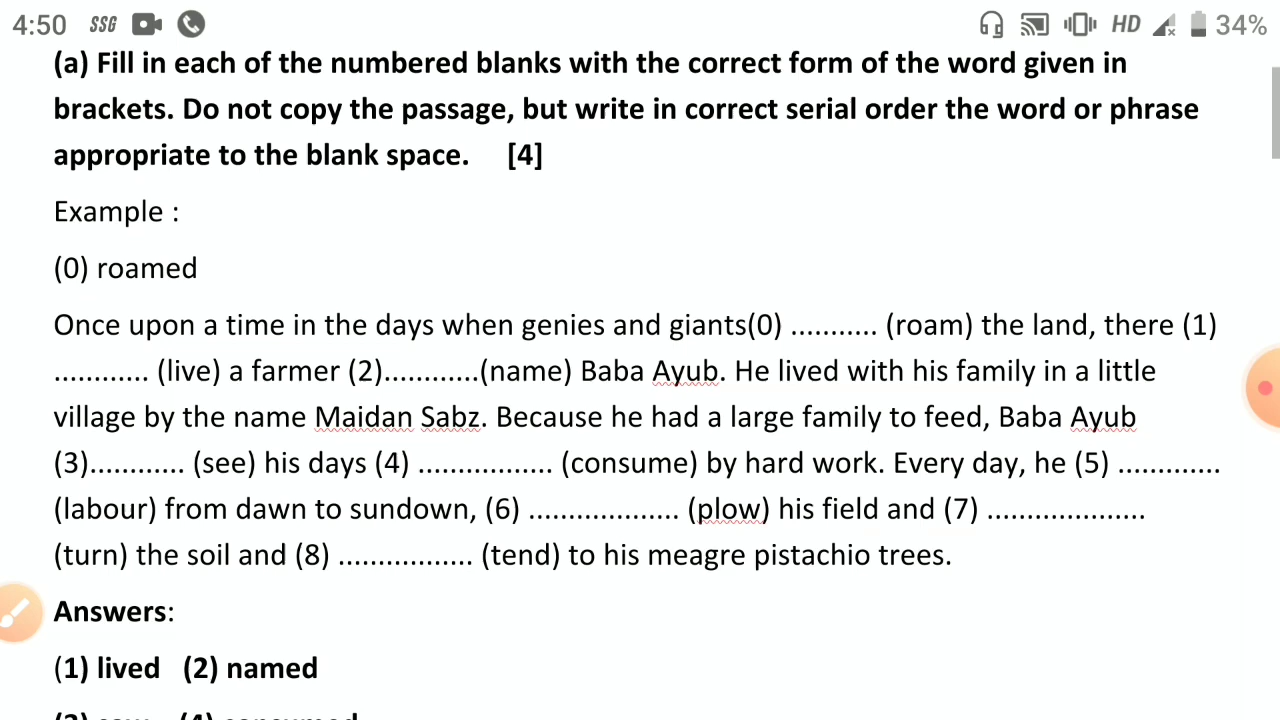 4:50 SSG HD 34%
(a) Fill in each of the numbered blanks with the correct form of the word given in
brackets. Do not copy the passage, but write in correct serial order the word or phrase
appropriate to the blank space. [4]
Example :
(0) roamed
Once upon a time in the days when genies and giants(0) ........... (roam) the land, there (1)
............ (live) a farmer (2)............(name) Baba Ayub. He lived with his family in a little
village by the name Maidan Sabz. Because he had a large family to feed, Baba Ayub
(3)............ (see) his days (4) ................. (consume) by hard work. Every day, he (5) .............
(labour) from dawn to sundown, (6) ................... (plow) his field and (7) ....................
(turn) the soil and (8) ................. (tend) to his meagre pistachio trees.
Answers:
(1) lived (2) named
(3) saw (4) consumed